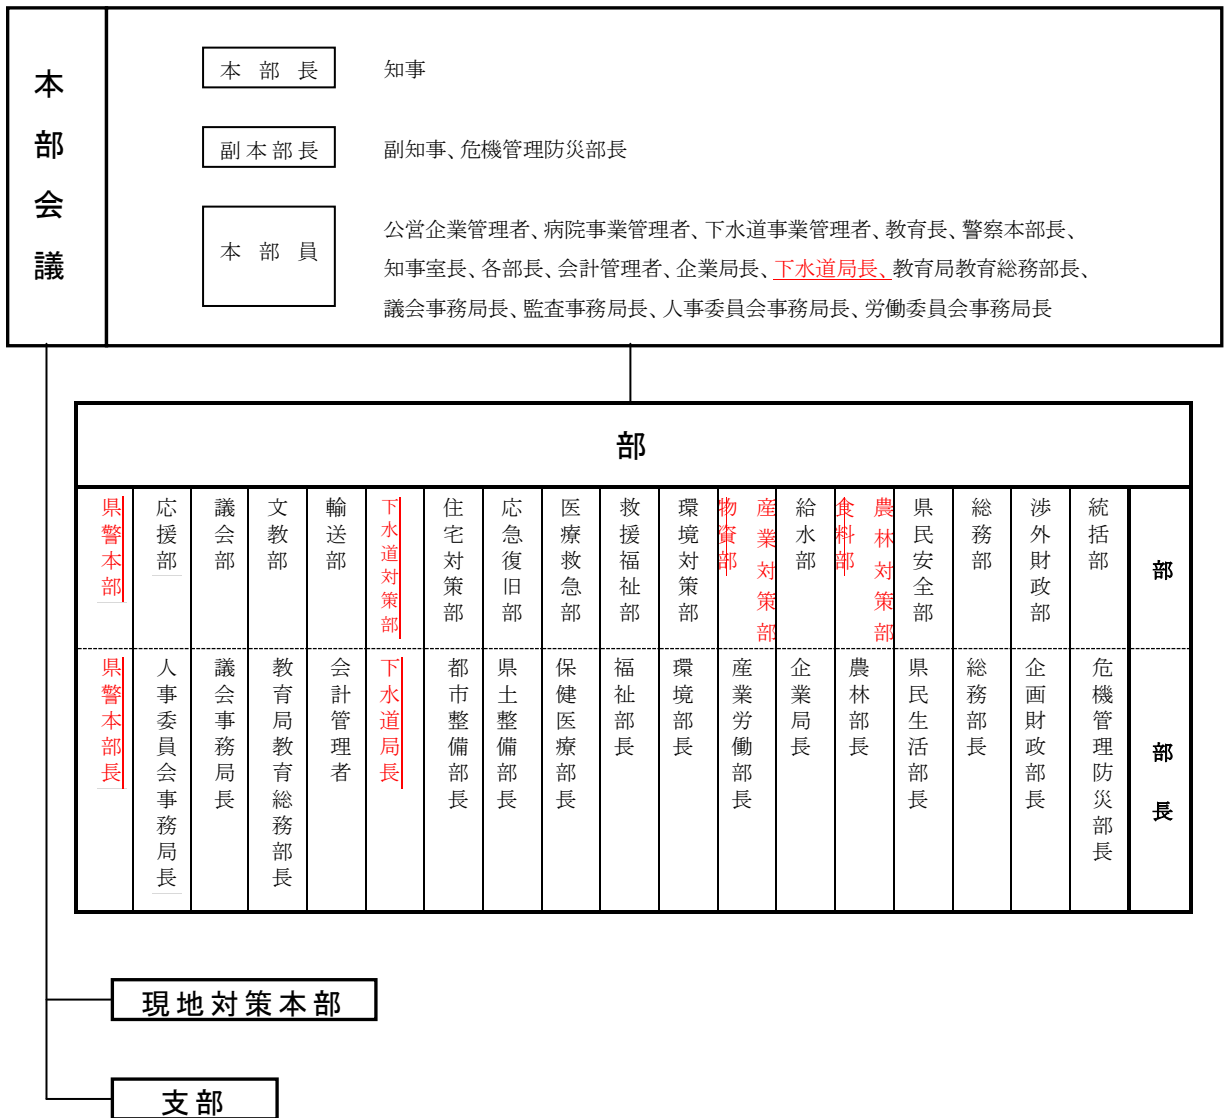 本部会議
本部長
知事
副本部長
副知事、危機管理防災部長
本部員
公営企業管理者、病院事業管理者、下水道事業管理者、教育長、警察本部長、
知事室長、各部長、会計管理者、企業局長、下水道局長、教育局教育総務部長、
議会事務局長、監査事務局長、人事委員会事務局長、労働委員会事務局長
部
部
統括部
渉外財政部
総務部
県民安全部
農林対策部
食料部
給水部
産業対策部
物資部
環境対策部
救援福祉部
医療救急部
応急復旧部
住宅対策部
下水道対策部
輸送部
文教部
議会部
応援部
県警本部
部長
危機管理防災部長
企画財政部長
総務部長
県民生活部長
農林部長
企業局長
産業労働部長
環境部長
福祉部長
保健医療部長
県土整備部長
都市整備部長
下水道局長
会計管理者
教育局教育総務部長
議会事務局長
人事委員会事務局長
県警本部長
現地対策本部
支部